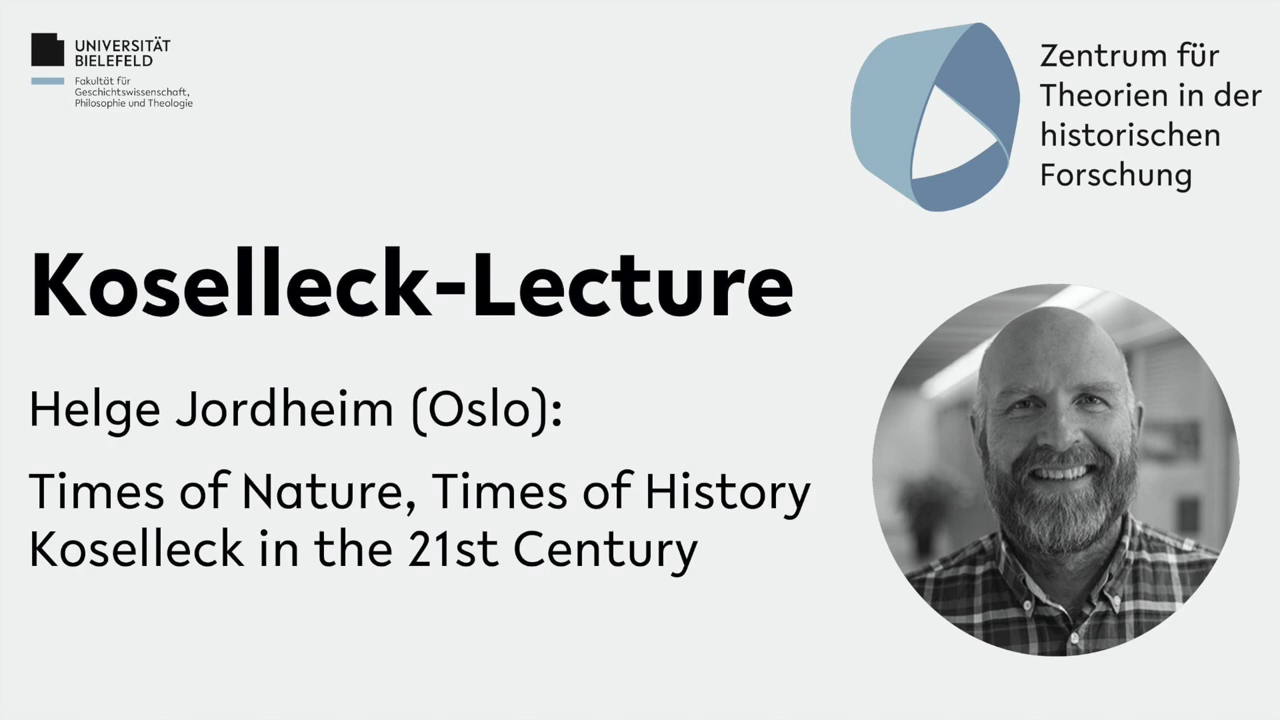 UNIVERSITÄT
BIELEFELD
Fakultät für
Geschichtswissenschaft,
Philosophie und Theologie
Zentrum für
Theorien in der
historischen
Forschung
Koselleck-Lecture
Helge Jordheim (Oslo):
Times of Nature, Times of History
Koselleck in the 21st Century